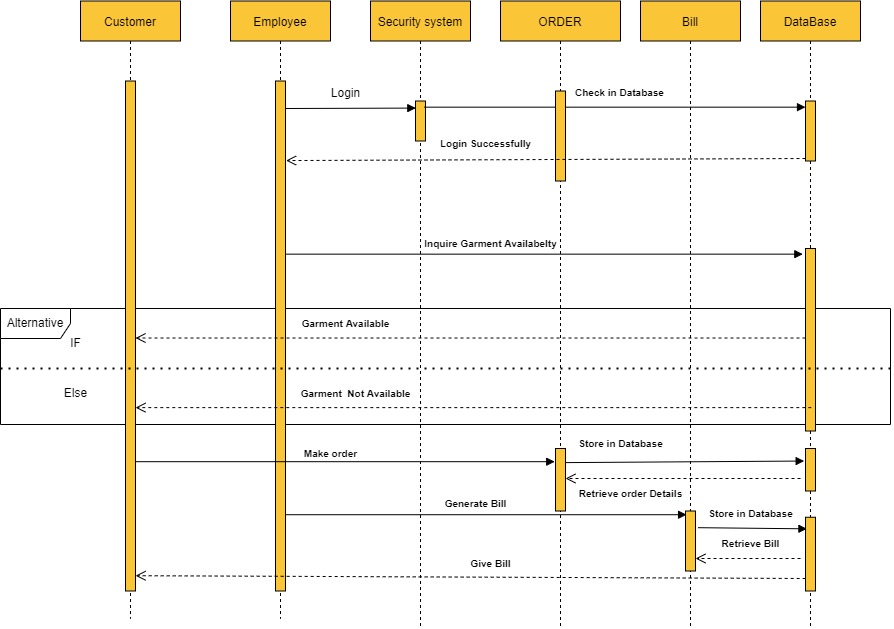 Customer
Employee
Security system
ORDER
Bill
DataBase
Login
Check in Database
Login Successfully
Inquire Garment Availabelty
Alternative
Garment Available
IF
Else
Garment  Not Available
Store in Database
Make order
Retrieve order Details
Generate Bill
Store in Database
Retrieve Bill
Give Bill